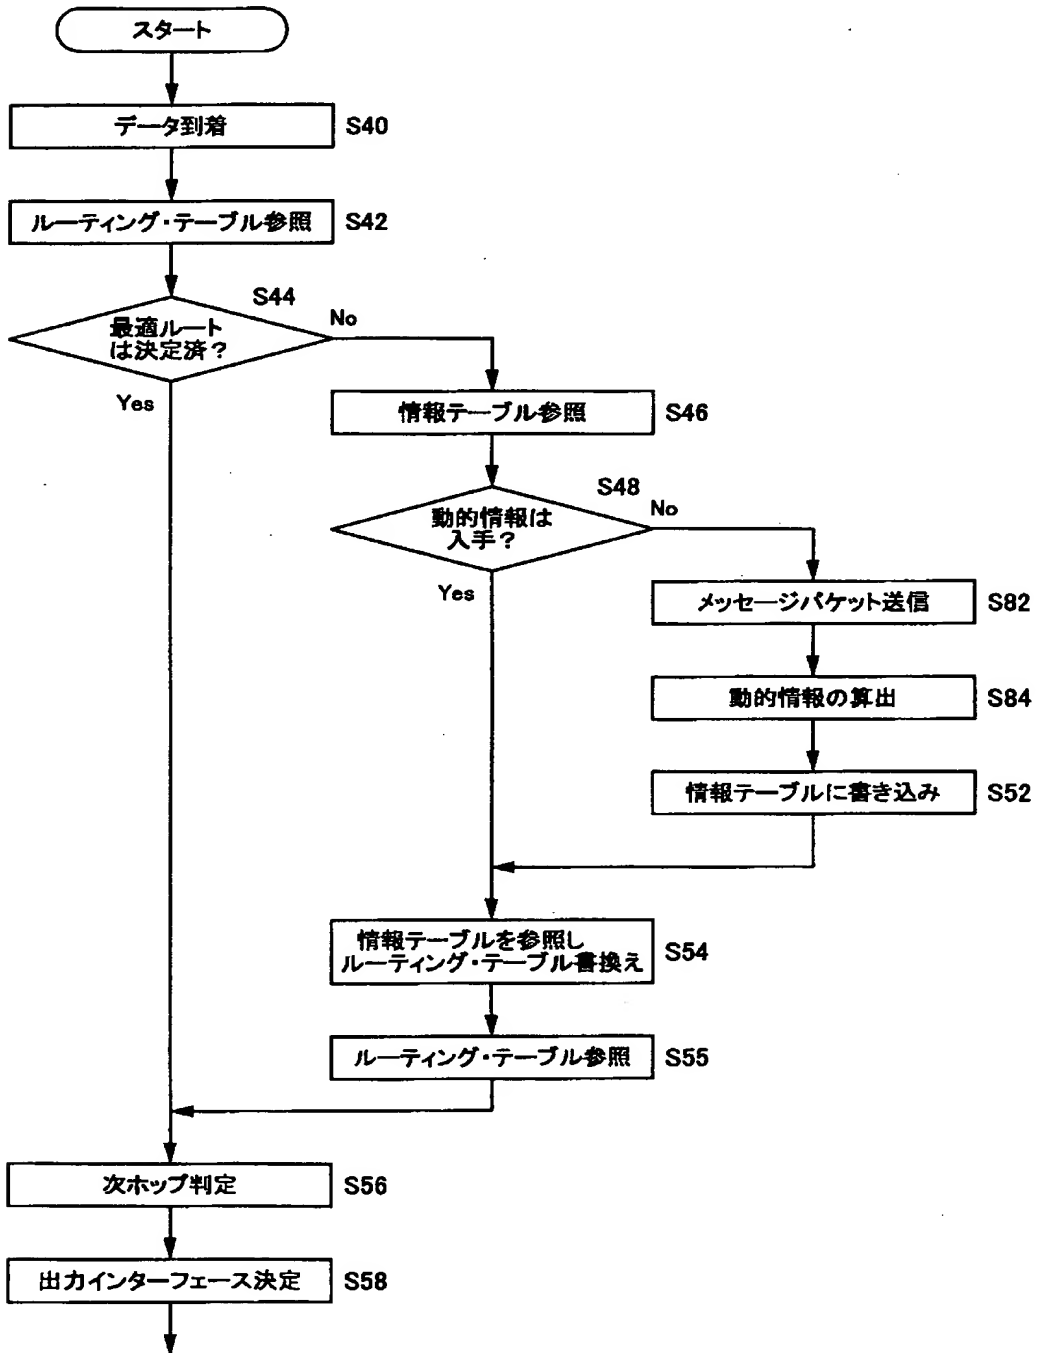 スタート
データ到着
S40
ルーティング・テーブル参照
S42
S44
最適ルート
は決定済？
No
Yes
情報テーブル参照
S46
S48
動的情報は
入手？
No
Yes
メッセージパケット送信
S82
動的情報の算出
S84
情報テーブルに書き込み
S52
情報テーブルを参照し
ルーティング・テーブル書換え
S54
ルーティング・テーブル参照
S55
次ホップ判定
S56
出力インターフェース決定
S58